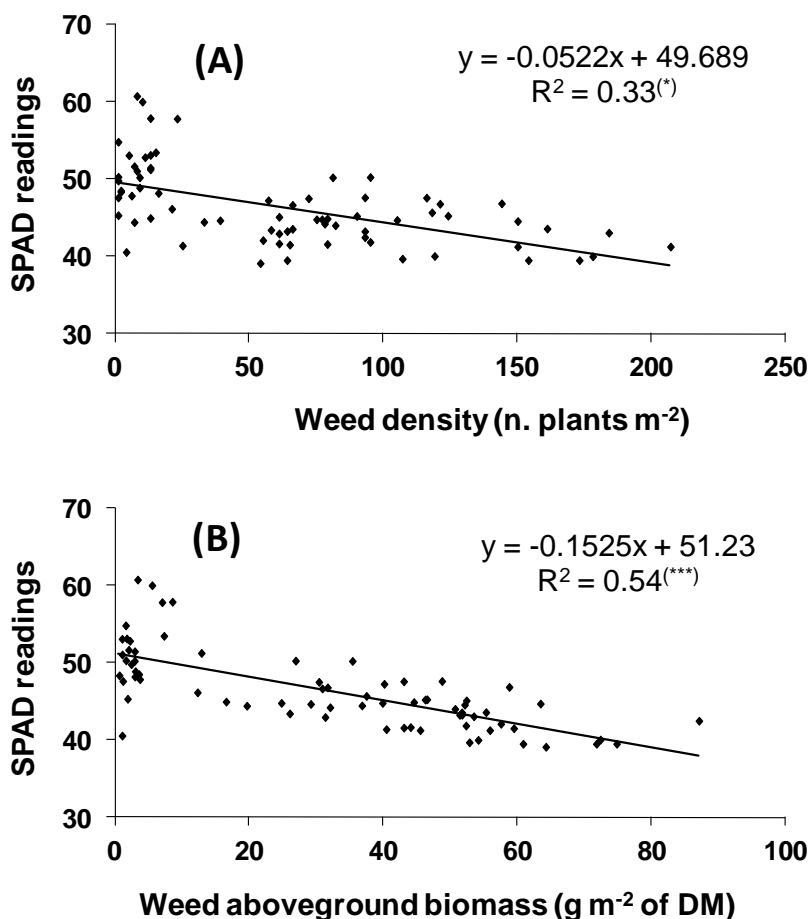 70
(A)
y = -0.0522x + 49.689
R² = 0.33(*)
60
50
40
30
SPAD readings
0 50 100 150 200 250
Weed density (n. plants m⁻²)
70
(B)
y = -0.1525x + 51.23
R² = 0.54(***)
60
50
40
30
SPAD readings
0 20 40 60 80 100
Weed aboveground biomass (g m⁻² of DM)